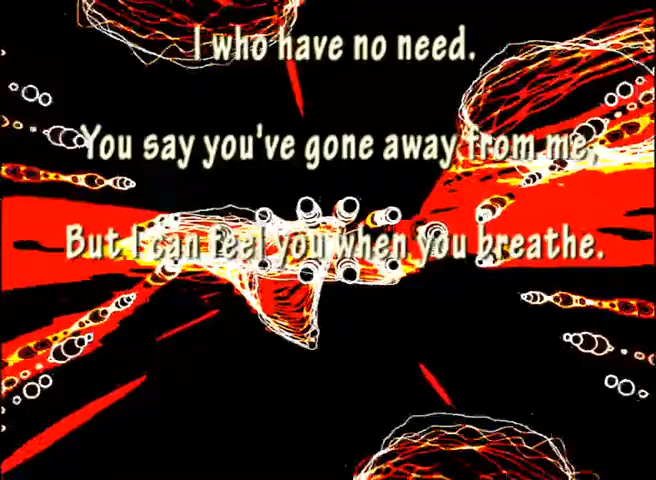 I who have no need.
You say you've gone away from me,
But I can feel you when you breathe.